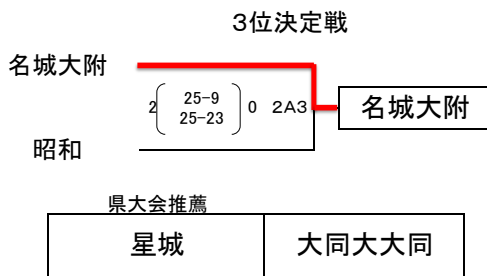 3位決定戦
名城大附
2 25-9 0 2A3
25-23
名城大附
昭和
県大会推薦
星城 大同大大同